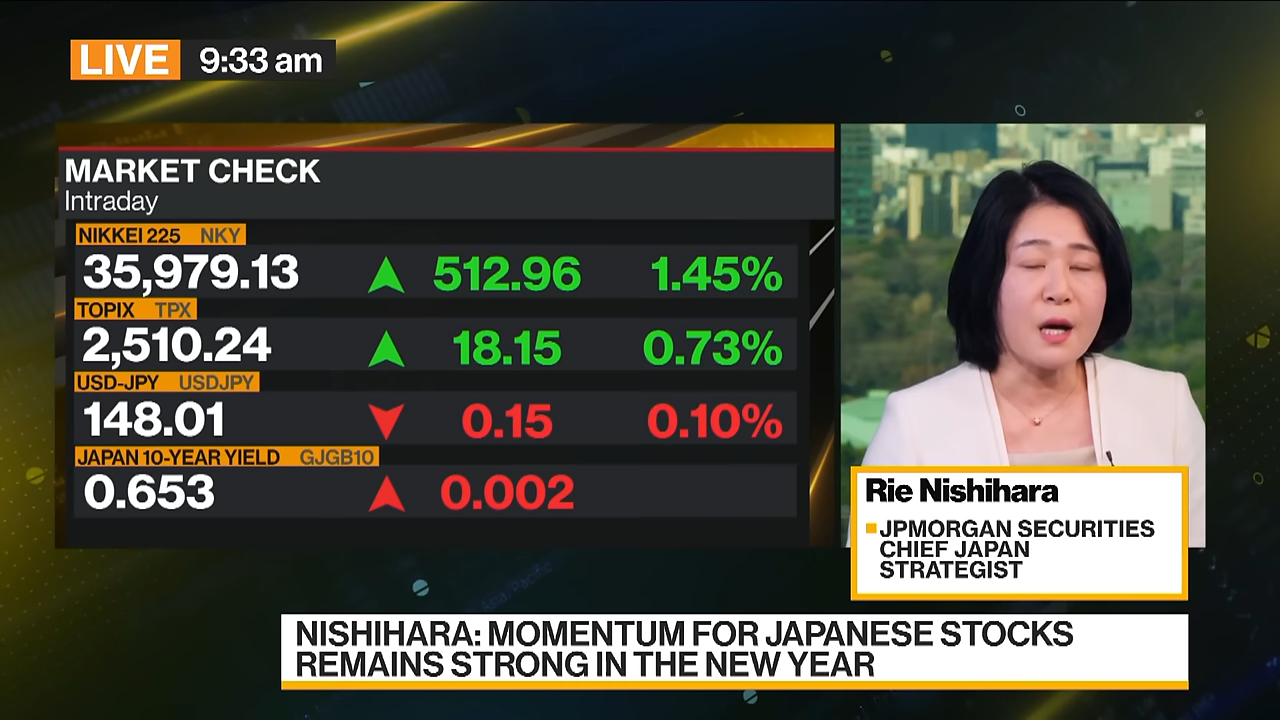 LIVE 9:33 am
MARKET CHECK
Intraday
NIKKEI 225 NKY
35,979.13 512.96 1.45%
TOPIX TPX
2,510.24 18.15 0.73%
USD-JPY USDJPY
148.01 0.15 0.10%
JAPAN 10-YEAR YIELD GJGB10
0.653 0.002
Rie Nishihara
JPMORGAN SECURITIES
CHIEF JAPAN
STRATEGIST
NISHIHARA: MOMENTUM FOR JAPANESE STOCKS
REMAINS STRONG IN THE NEW YEAR